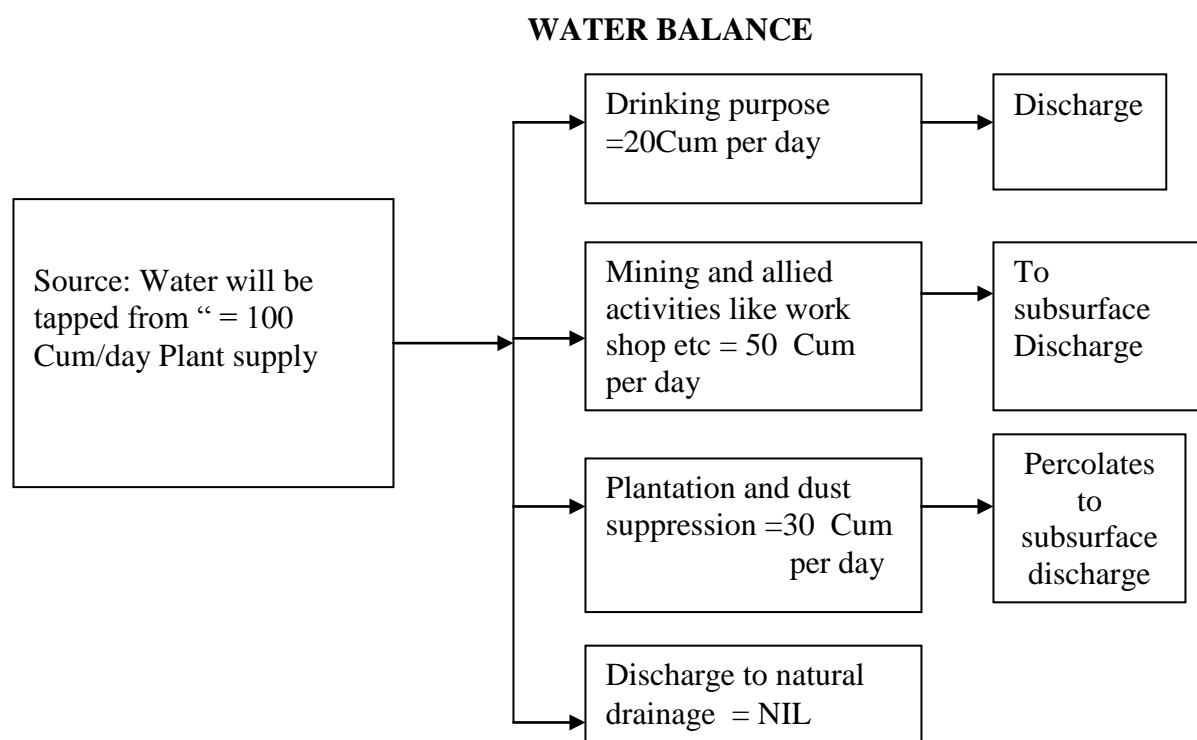 WATER BALANCE
Drinking purpose
=20Cum per day
Discharge
Source: Water will be
tapped from “ = 100
Cum/day Plant supply
Mining and allied
activities like work
shop etc = 50 Cum
per day
To
subsurface
Discharge
Plantation and dust
suppression =30 Cum
per day
Percolates
to
subsurface
discharge
Discharge to natural
drainage = NIL